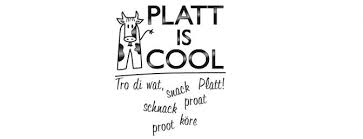 PLATT
IS
COOL
Tro di wat, snack Platt!
schnack proat
proot köre